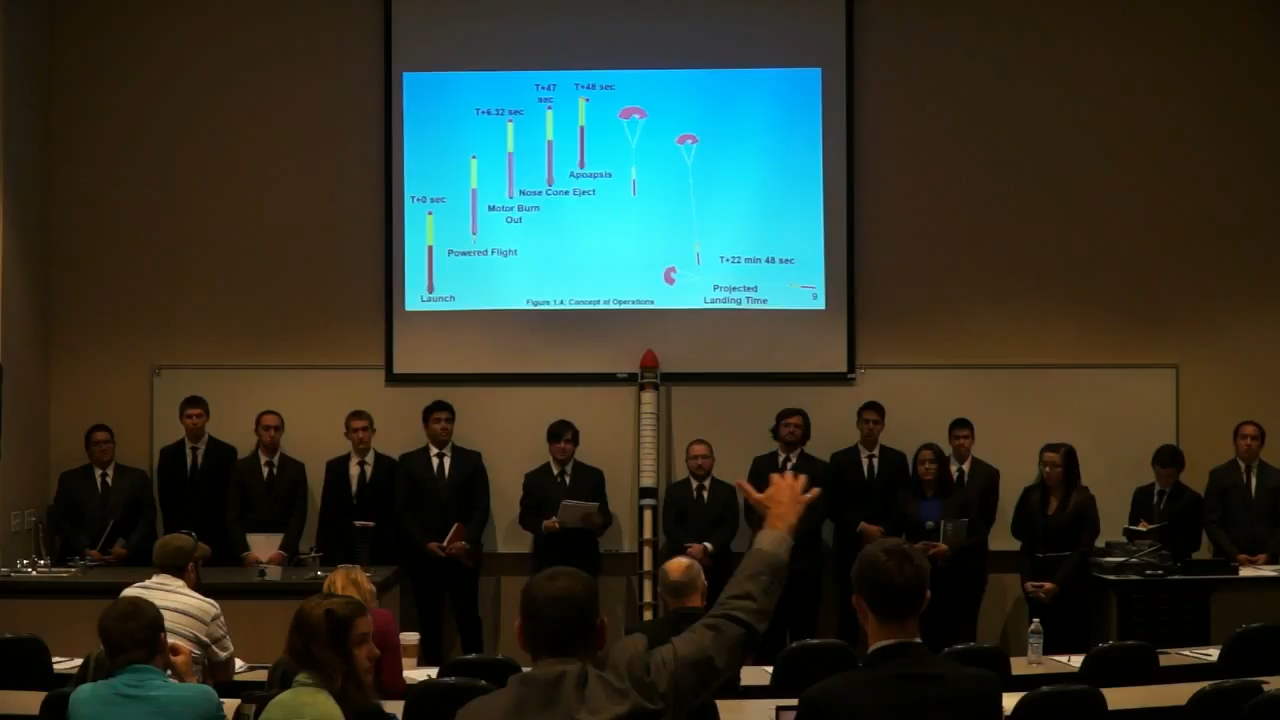 T+47
sec
T+48 sec
T+6.32 sec
Apoapsis
Nose Cone Eject
T+0 sec
Motor Burn
Out
Powered Flight
T+22 min 48 sec
Projected
Landing Time
Launch
Figure 1.4: Concept of Operations
9